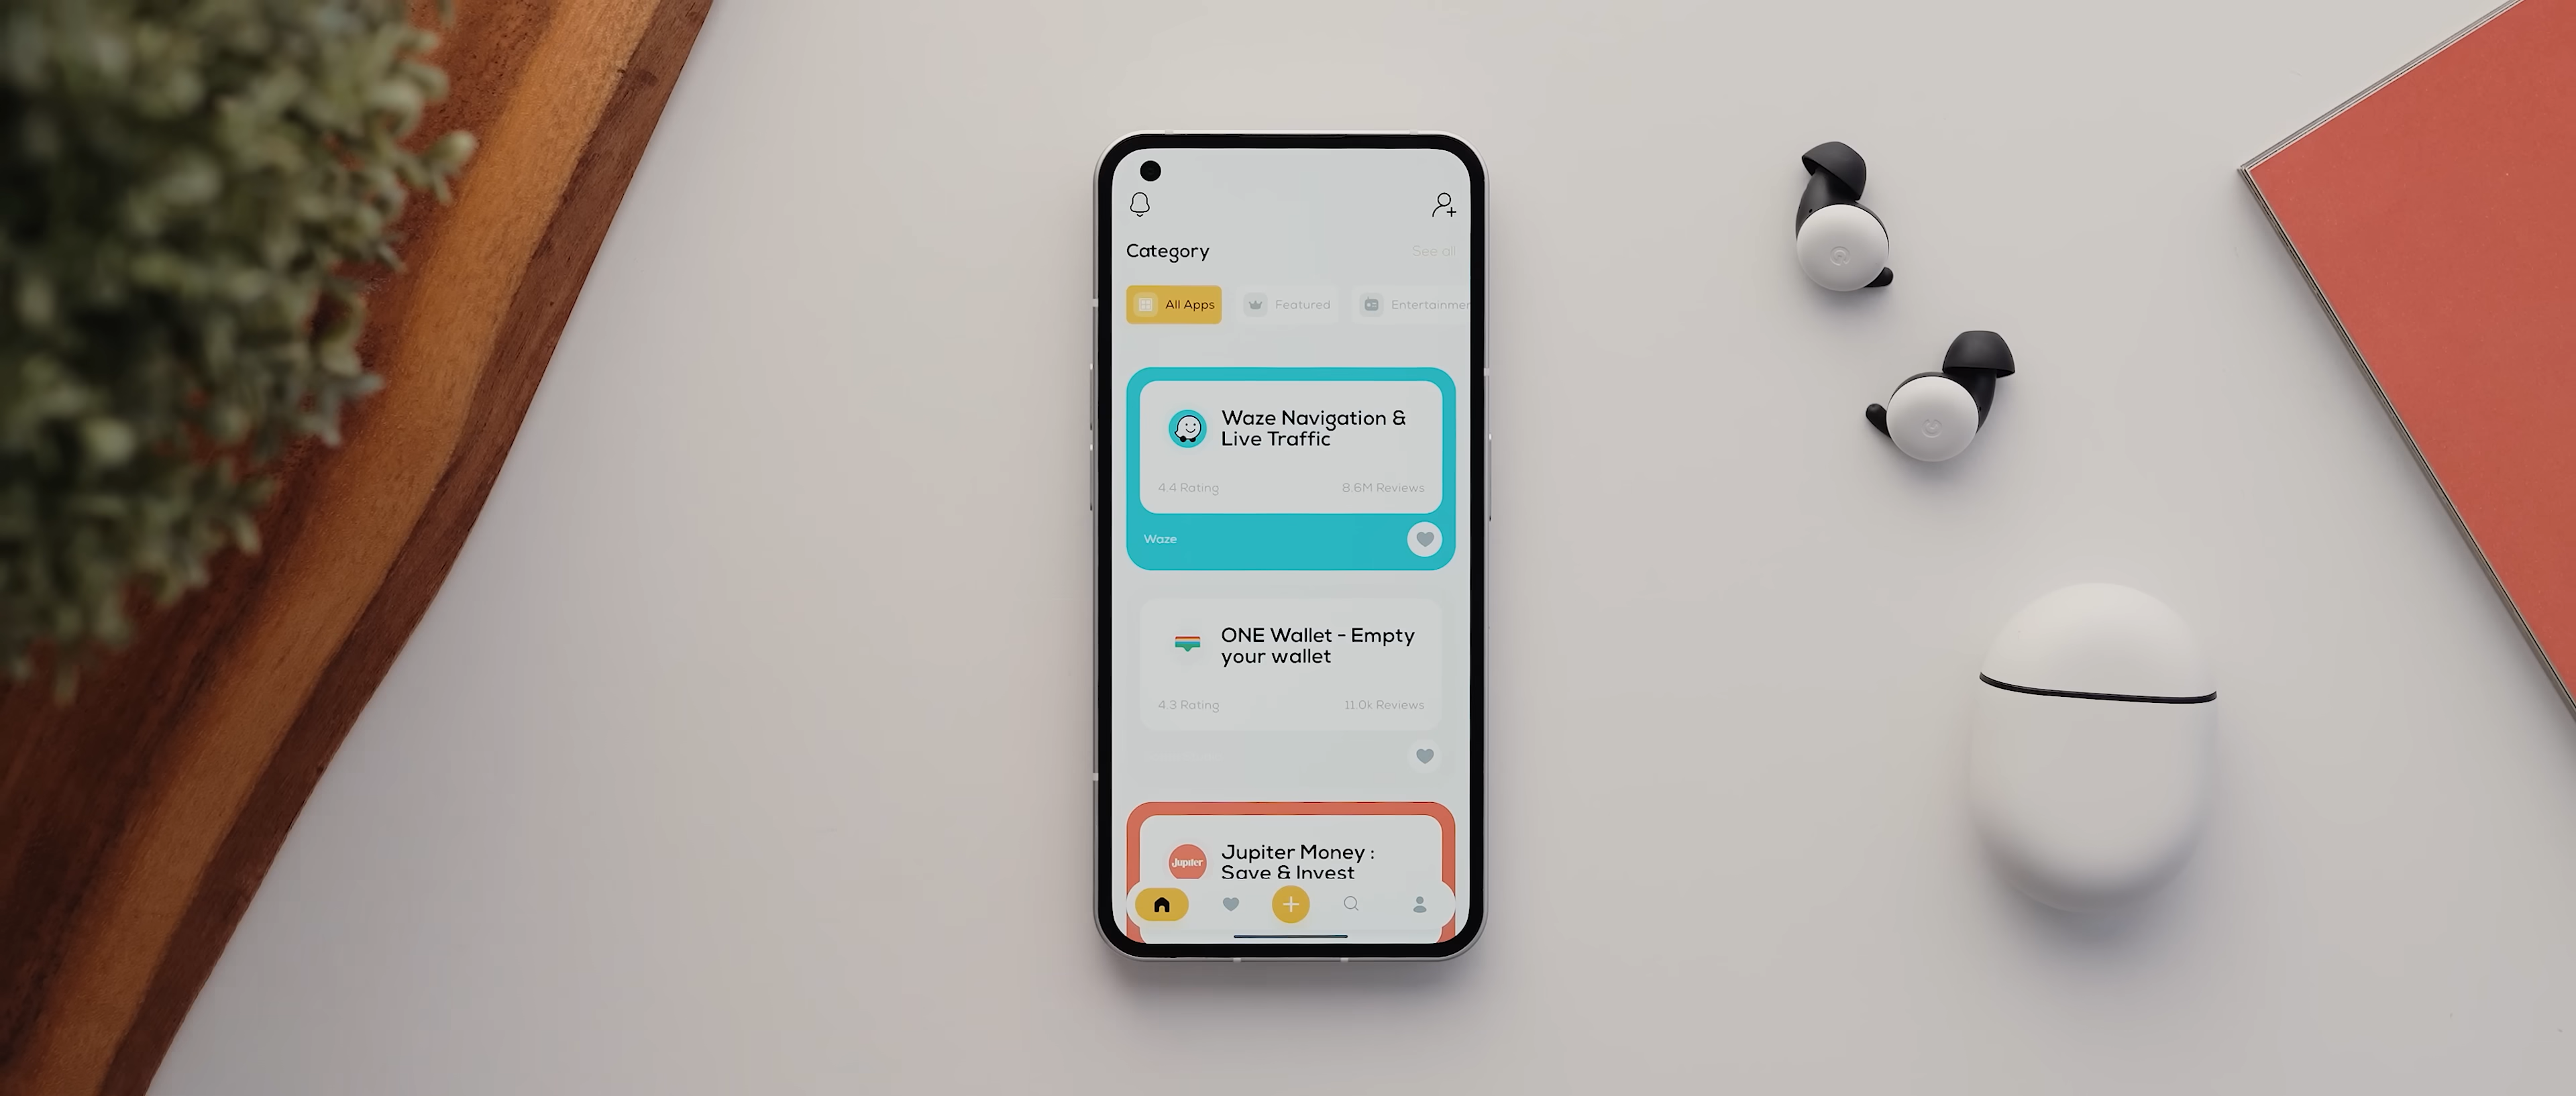 Category
See all
All Apps
Featured
Entertainmen
Waze Navigation &
Live Traffic
4.4 Rating
8.6M Reviews
Waze
ONE Wallet - Empty
your wallet
4.3 Rating
11.0k Reviews
Jupiter
Jupiter Money :
Save & Invest